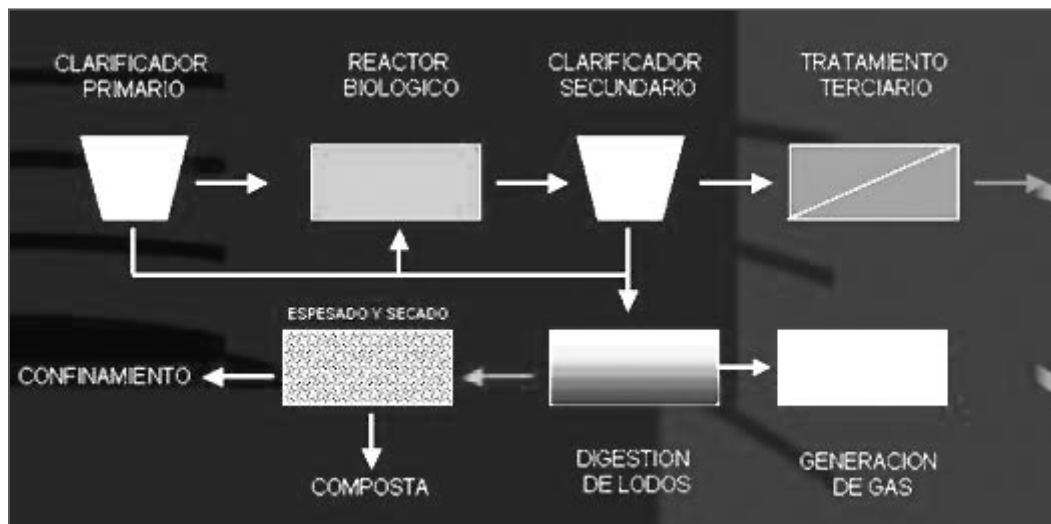 CLARIFICADOR
PRIMARIO
REACTOR
BIOLOGICO
CLARIFICADOR
SECUNDARIO
TRATAMIENTO
TERCIARIO
ESPESADO Y SECADO
CONFINAMIENTO
COMPOSTA
DIGESTION
DE LODOS
GENERACION
DE GAS